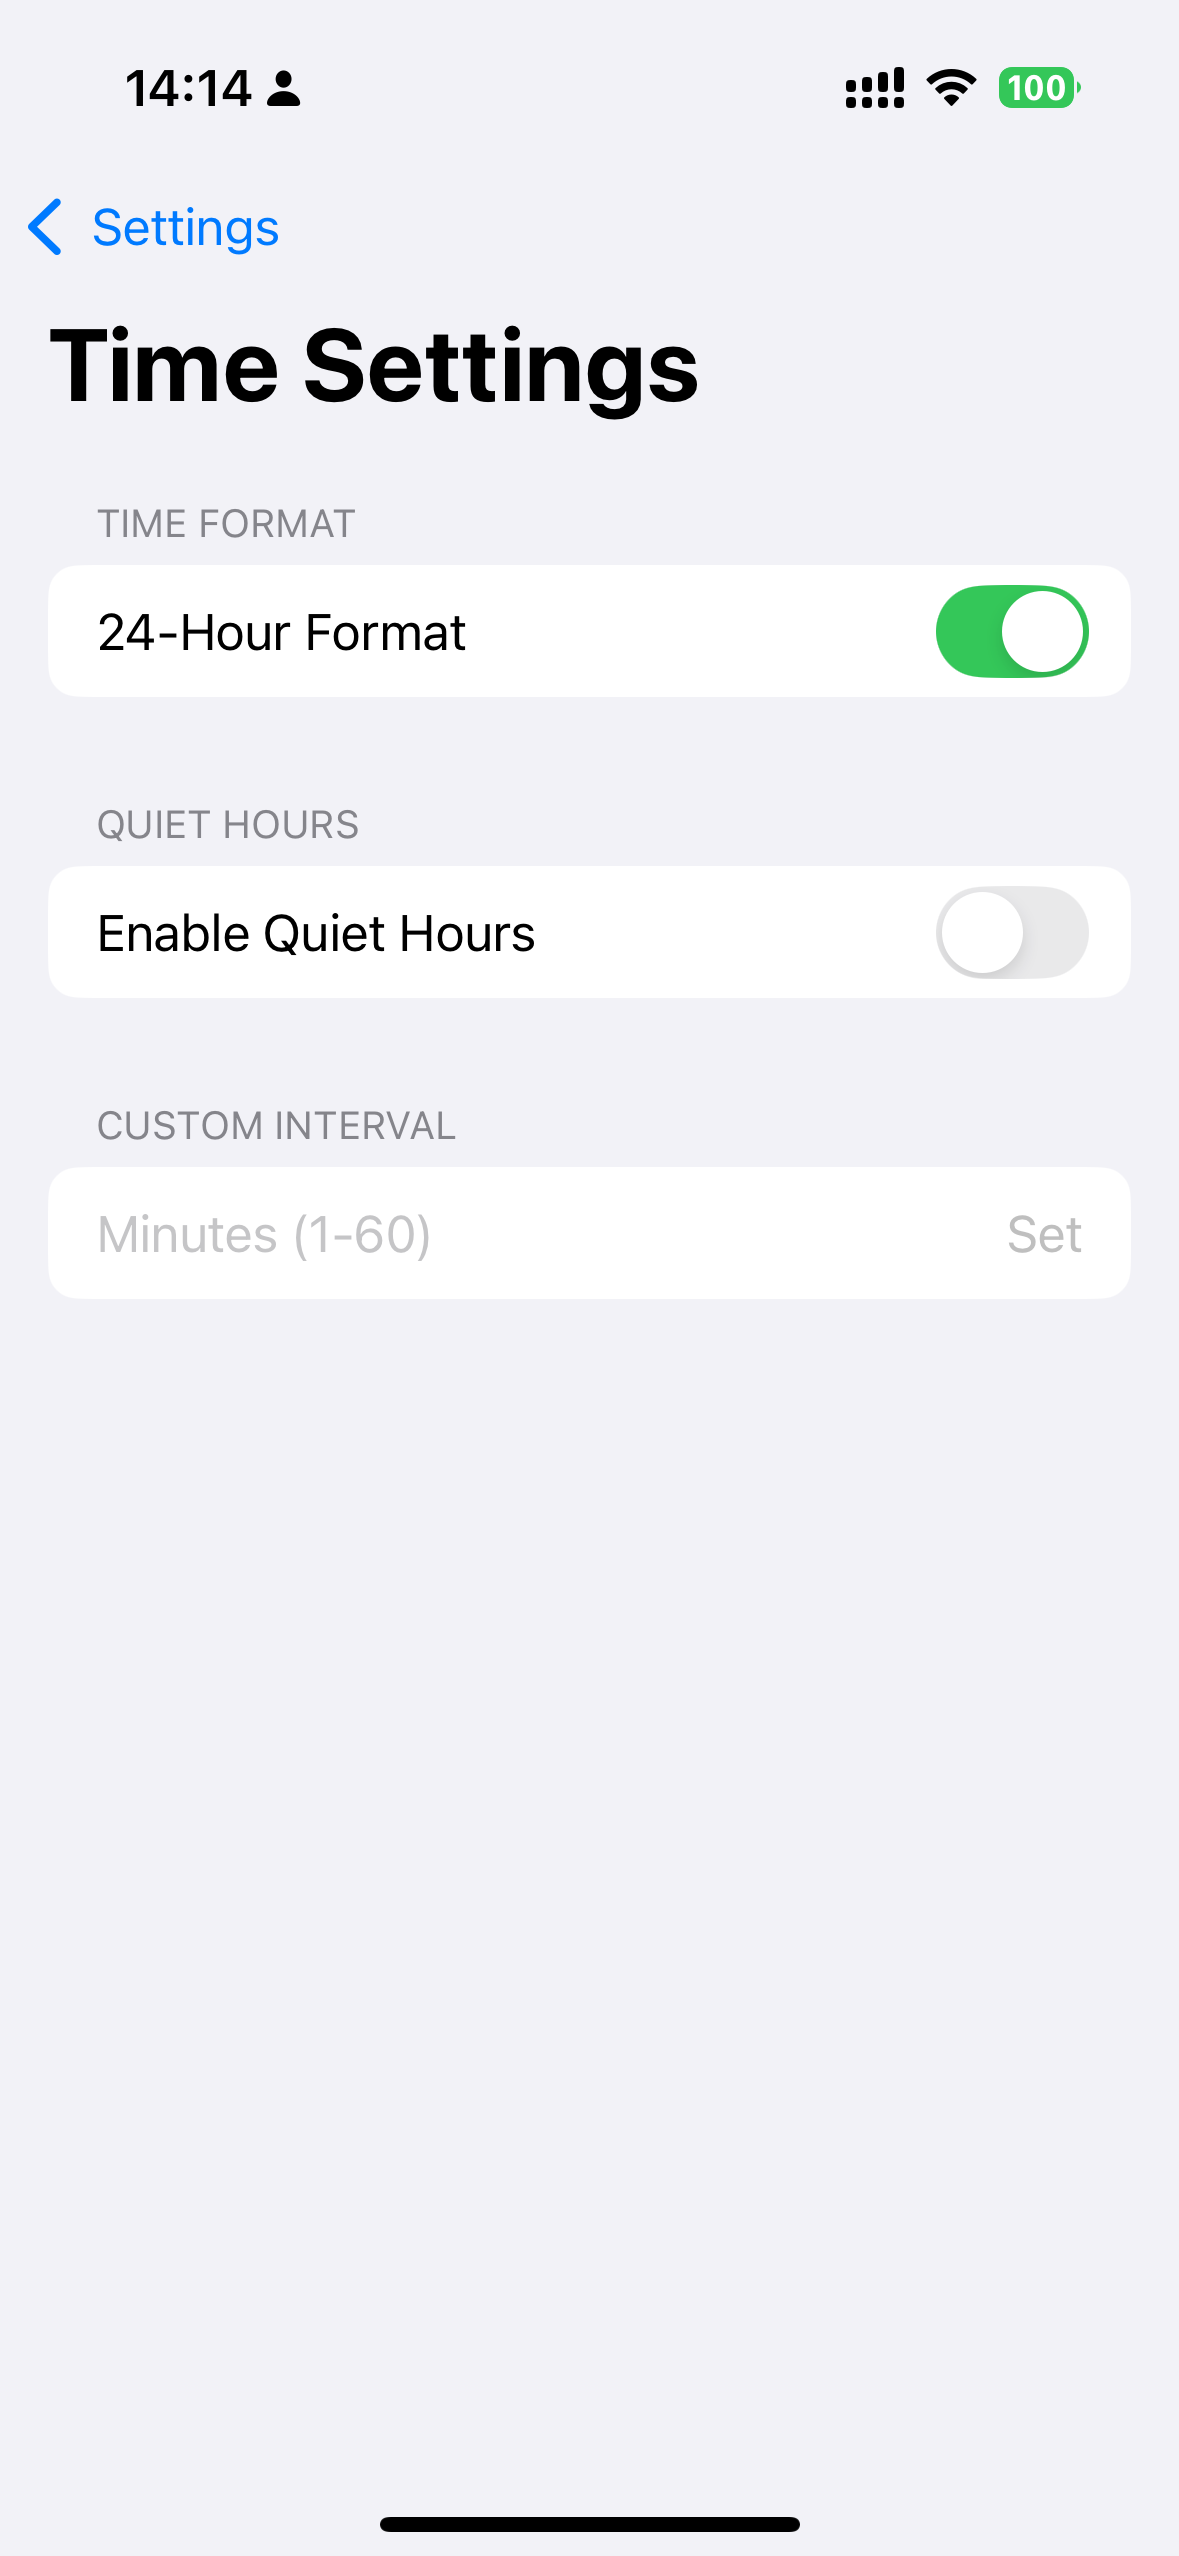 14:14
100
Settings
Time Settings
TIME FORMAT
24-Hour Format
QUIET HOURS
Enable Quiet Hours
CUSTOM INTERVAL
Minutes (1-60)
Set